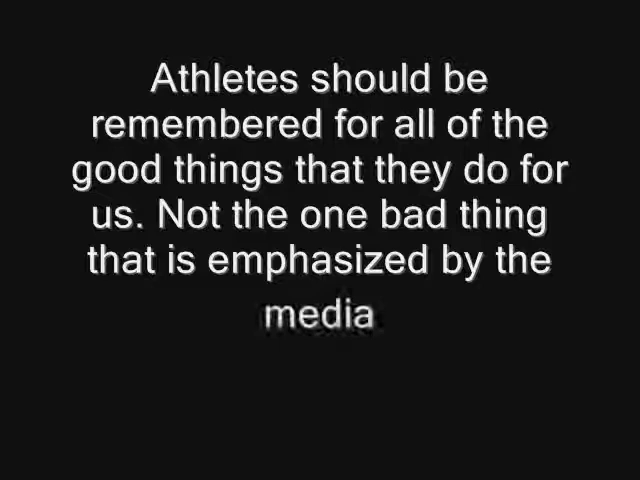 Athletes should be
remembered for all of the
good things that they do for
us. Not the one bad thing
that is emphasized by the
media